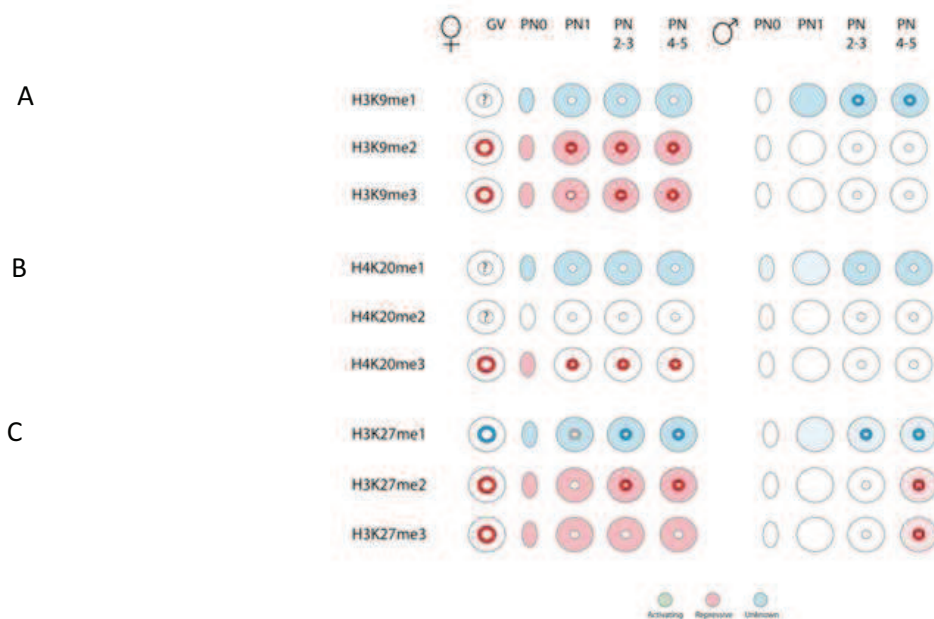 ♀ GV PN0 PN1 PN 2-3 PN 4-5 ♂ PN0 PN1 PN 2-3 PN 4-5
A
H3K9me1 ?
H3K9me2
H3K9me3
B
H4K20me1 ?
H4K20me2 ?
H4K20me3
C
H3K27me1
H3K27me2
H3K27me3
Activating Repressive Unknown